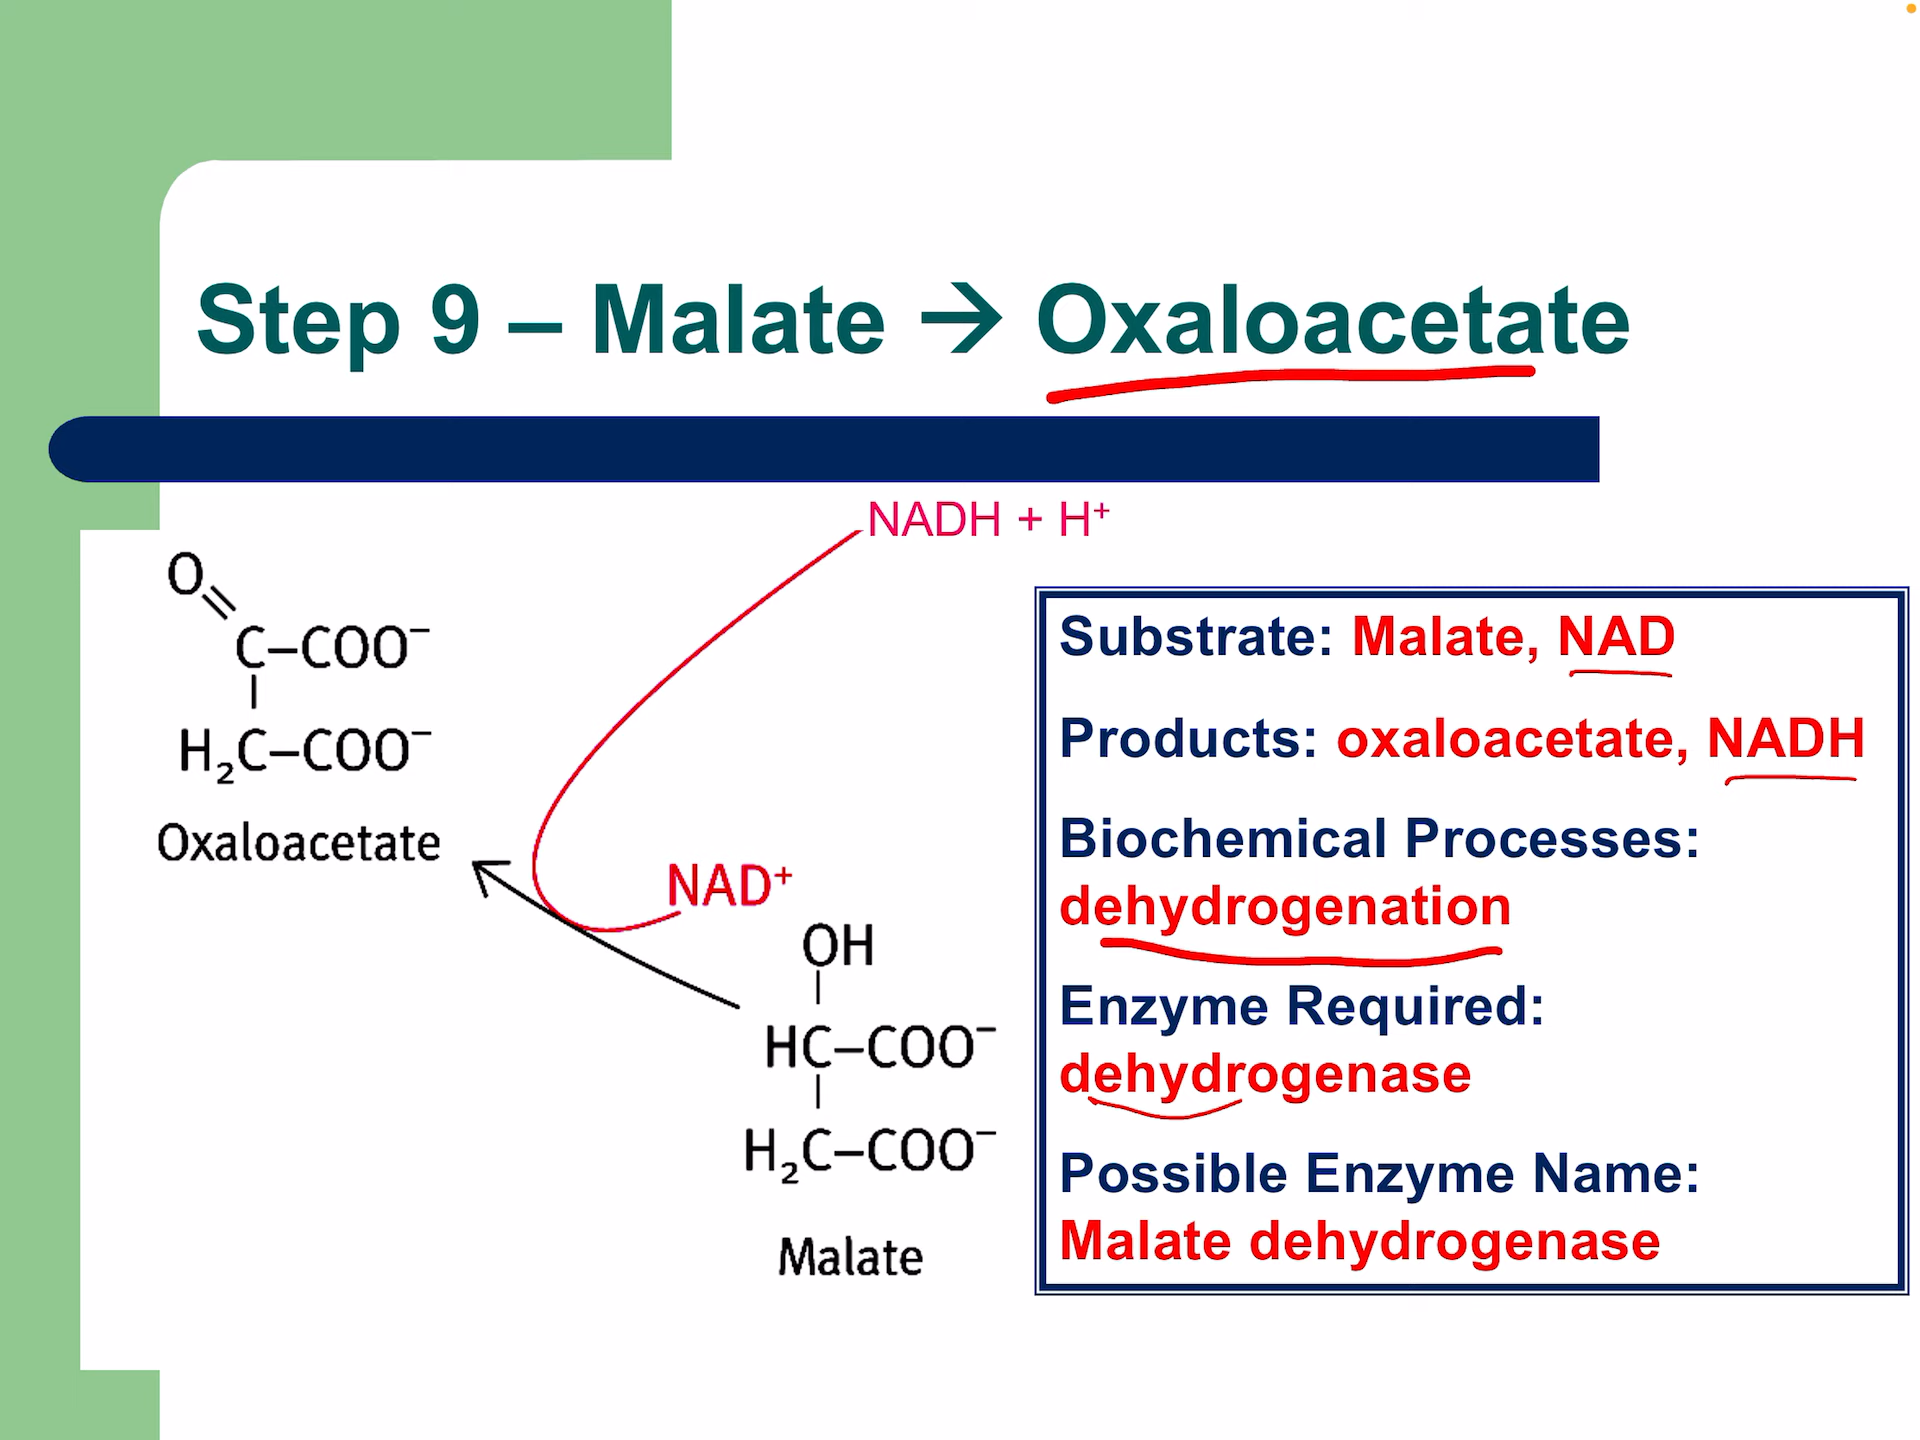 Step 9 – Malate → Oxaloacetate
NADH + H⁺
O
C–COO⁻
H₂C–COO⁻
Oxaloacetate
NAD⁺
OH
HC–COO⁻
H₂C–COO⁻
Malate
Substrate: Malate, NAD
Products: oxaloacetate, NADH
Biochemical Processes:
dehydrogenation
Enzyme Required:
dehydrogenase
Possible Enzyme Name:
Malate dehydrogenase